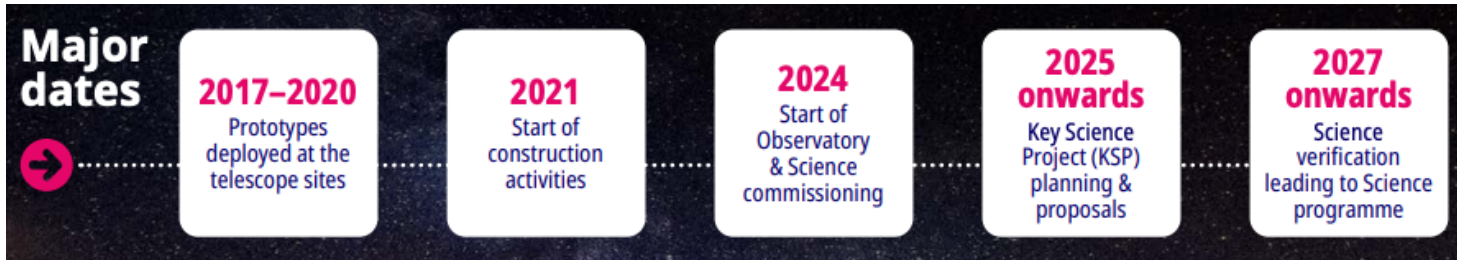 Major
dates
2017–2020
Prototypes
deployed at the
telescope sites
2021
Start of
construction
activities
2024
Start of
Observatory
& Science
commissioning
2025
onwards
Key Science
Project (KSP)
planning &
proposals
2027
onwards
Science
verification
leading to Science
programme